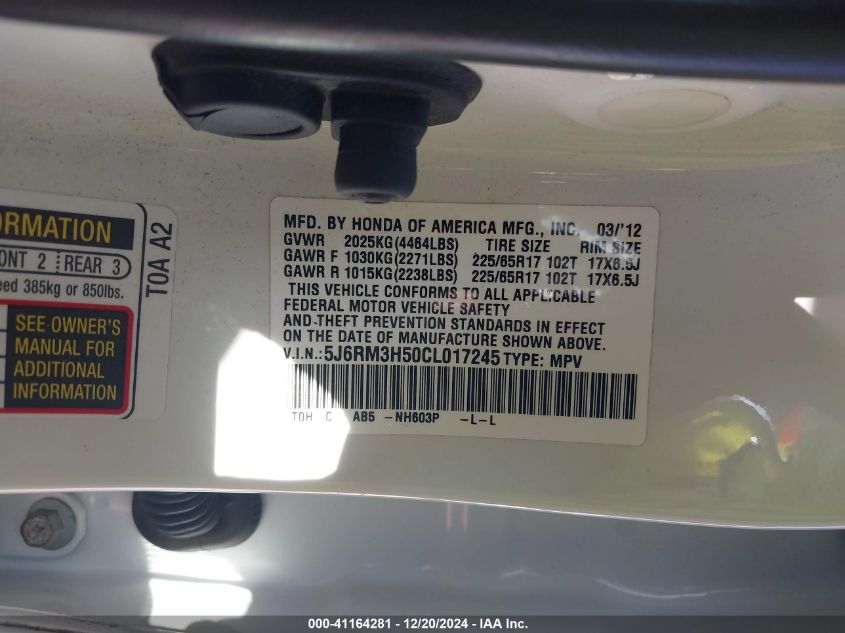 ORMATION
ONT 2 REAR 3
eed 385kg or 850lbs.
SEE OWNER'S
MANUAL FOR
ADDITIONAL
INFORMATION
T0A A2
MFD. BY HONDA OF AMERICA MFG., INC. 03/'12
GVWR 2025KG(4464LBS) TIRE SIZE RIM SIZE
GAWR F 1030KG(2271LBS) 225/65R17 102T 17X6.5J
GAWR R 1015KG(2238LBS) 225/65R17 102T 17X6.5J
THIS VEHICLE CONFORMS TO ALL APPLICABLE
FEDERAL MOTOR VEHICLE SAFETY
AND THEFT PREVENTION STANDARDS IN EFFECT
ON THE DATE OF MANUFACTURE SHOWN ABOVE.
V.I.N.: 5J6RM3H50CL017245 TYPE: MPV
T0H C AB5 -NH603P -L-L
000-41164281 - 12/20/2024 - IAA Inc.